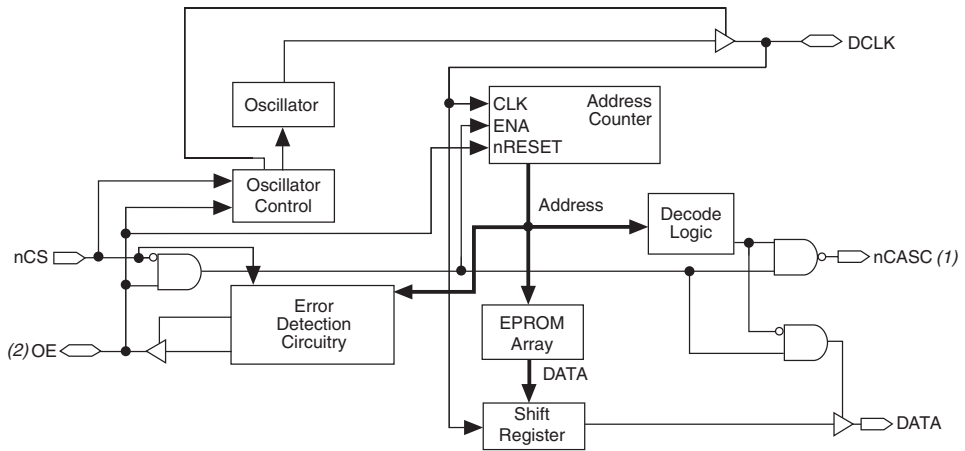 DCLK
Oscillator
CLK
Address
Counter
ENA
nRESET
Oscillator
Control
Address
Decode
Logic
nCS
nCASC (1)
Error
Detection
Circuitry
EPROM
Array
(2) OE
DATA
Shift
Register
DATA